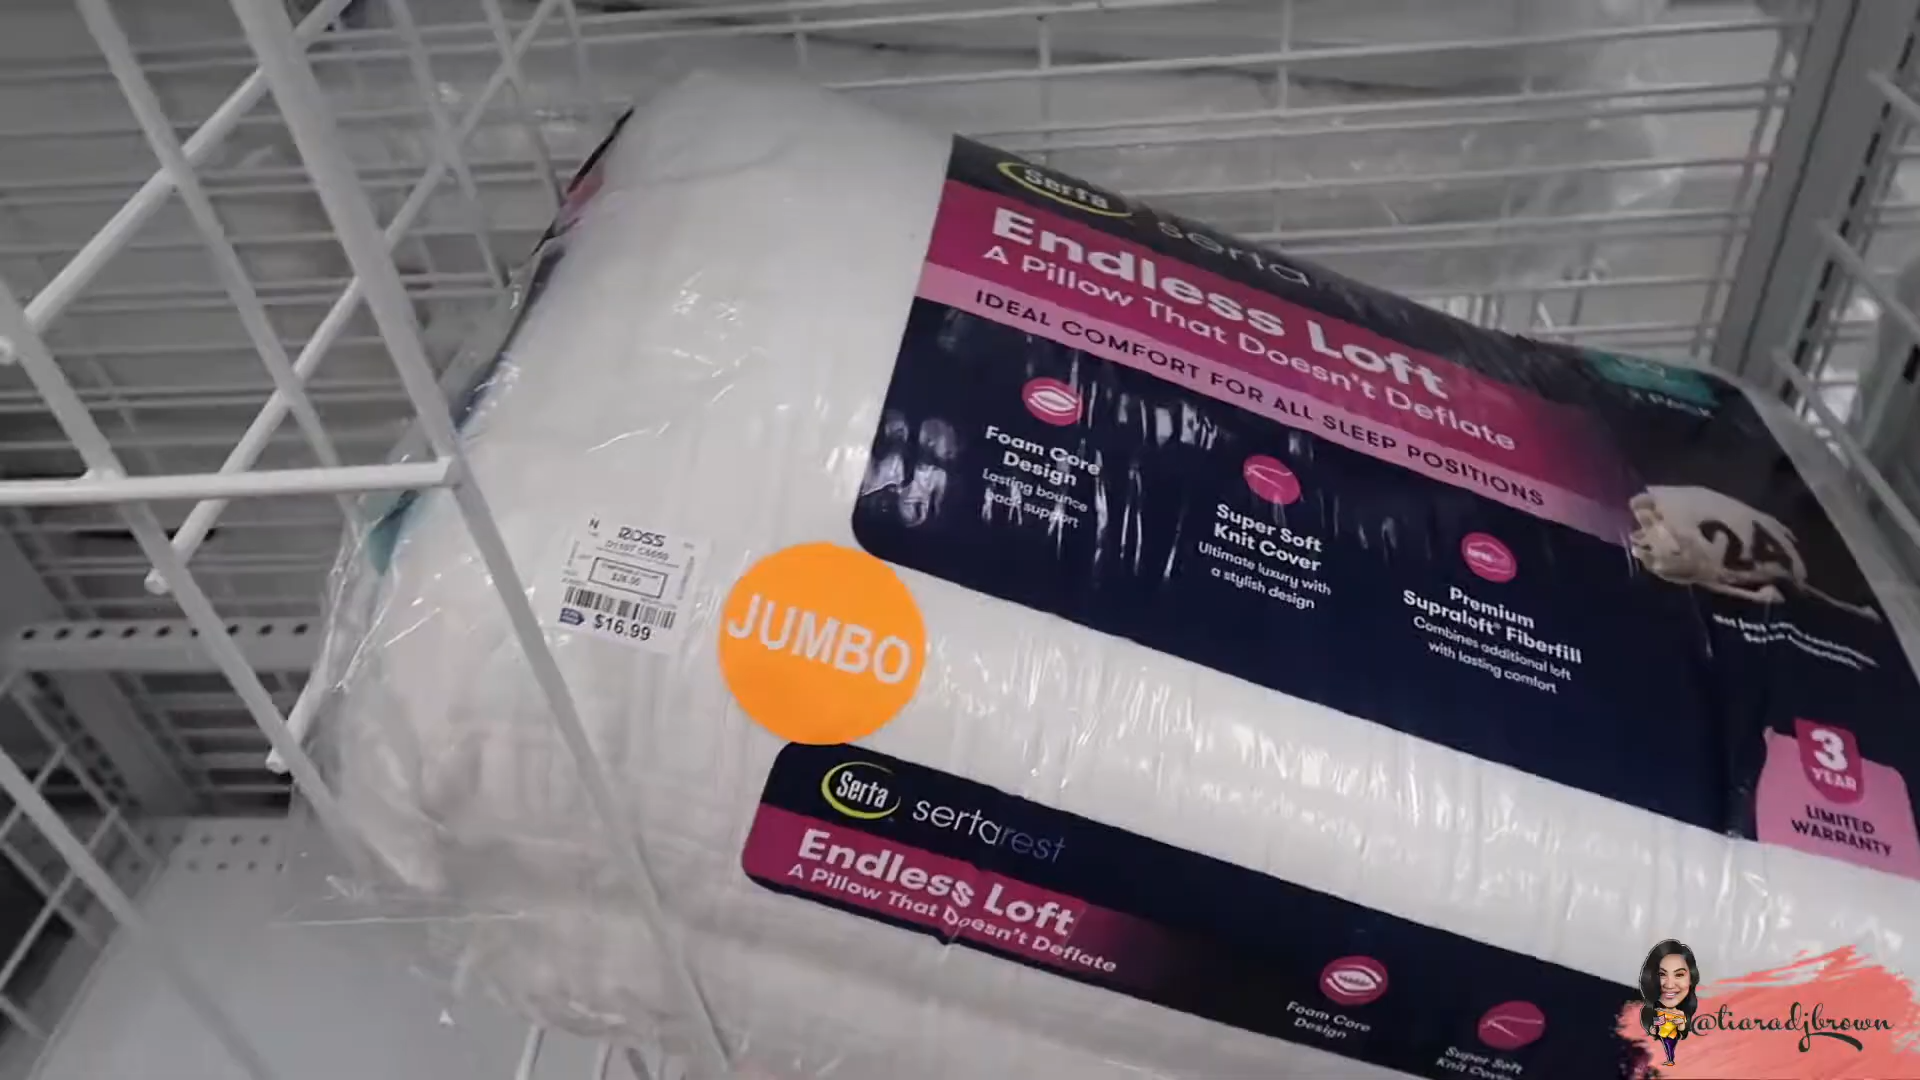 Serta
serta
Endless Loft
A Pillow That Doesn't Deflate
IDEAL COMFORT FOR ALL SLEEP POSITIONS
Foam Core
Design
Lasting bounce
back support
Super Soft
Knit Cover
Ultimate luxury with
a stylish design
Premium
Supraloft® Fiberfill
Combines additional loft
with lasting comfort
24
3
YEAR
LIMITED
WARRANTY
ROSS
$16.99
JUMBO
Serta
sertarest
Endless Loft
A Pillow That Doesn't Deflate
Foam Core
Design
Super Soft
Knit Cover
@tiaradjbrown